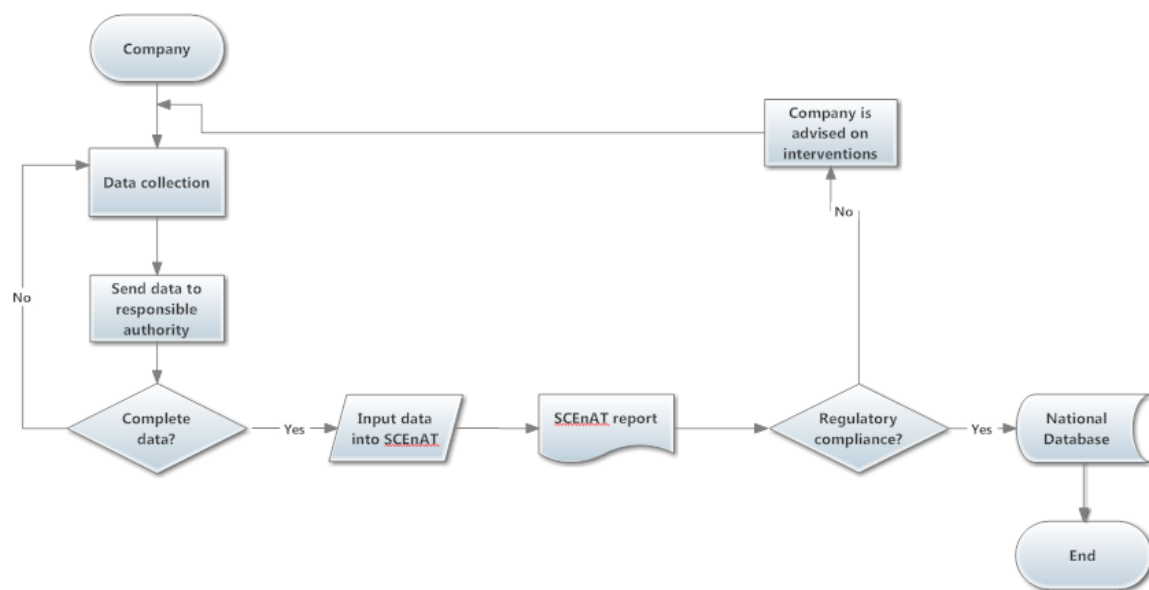 Company
Company is
advised on
interventions
Data collection
No
No
Send data to
responsible
authority
Complete
data?
Yes
Input data
into SCEnAT
SCEnAT report
Regulatory
compliance?
Yes
National
Database
End